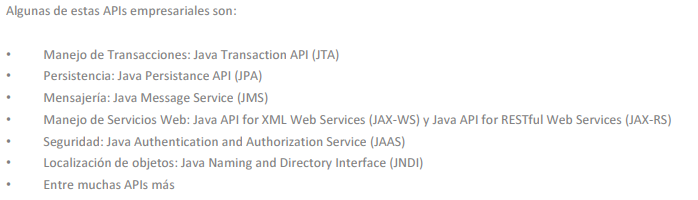 Algunas de estas APIs empresariales son:
• Manejo de Transacciones: Java Transaction API (JTA)
• Persistencia: Java Persistance API (JPA)
• Mensajería: Java Message Service (JMS)
• Manejo de Servicios Web: Java API for XML Web Services (JAX-WS) y Java API for RESTful Web Services (JAX-RS)
• Seguridad: Java Authentication and Authorization Service (JAAS)
• Localización de objetos: Java Naming and Directory Interface (JNDI)
• Entre muchas APIs más